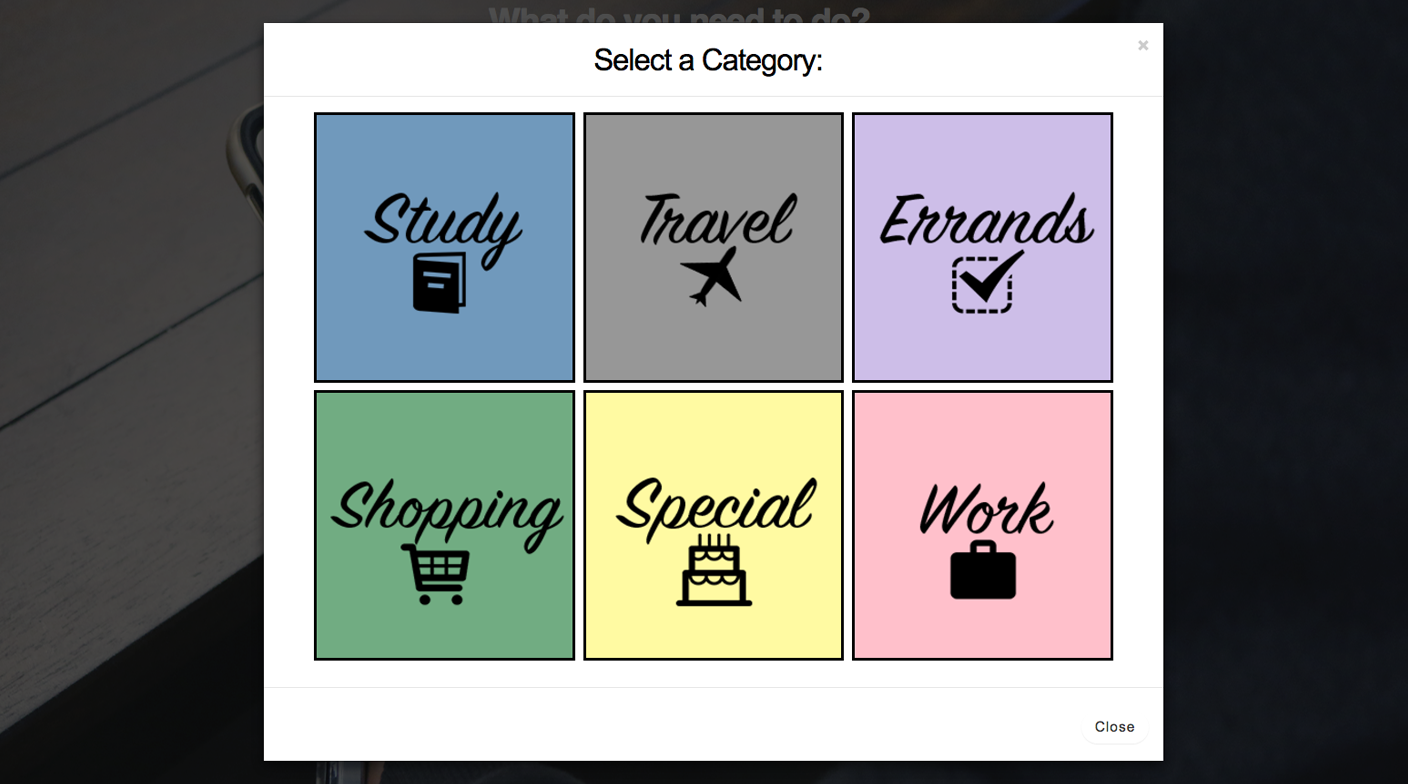 What do you need to do?
Select a Category:
×
Study
Travel
Errands
Shopping
Special
Work
Close